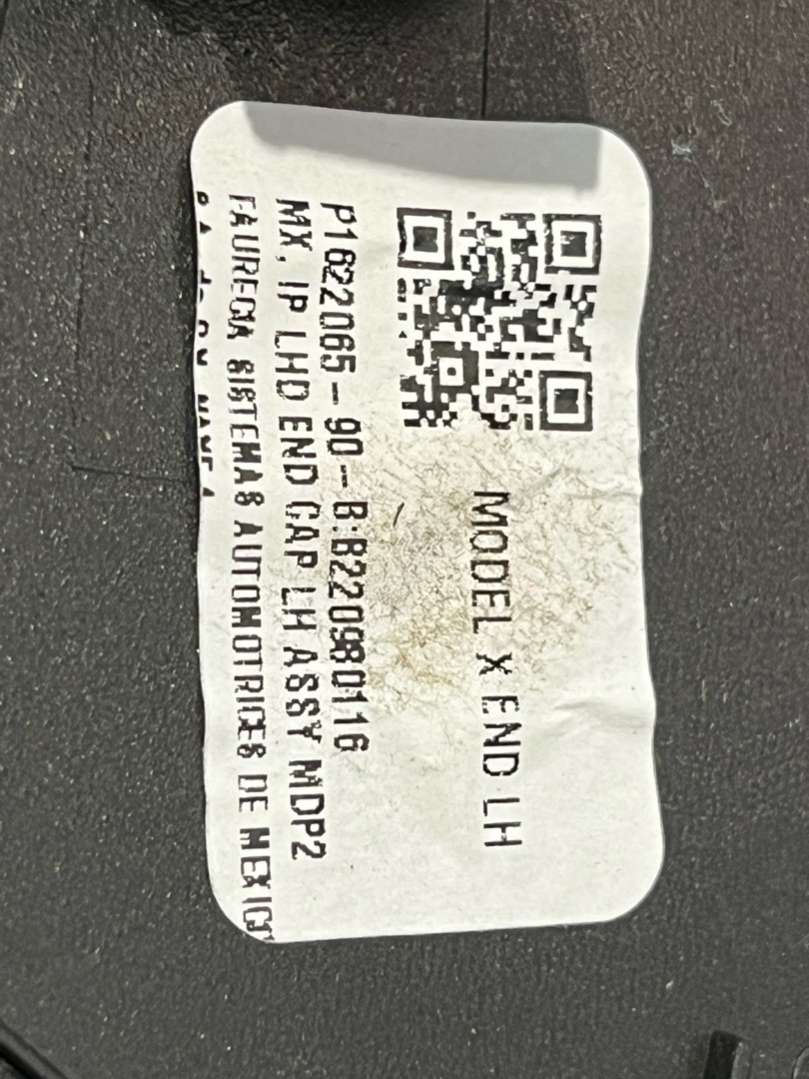 MODEL X END LH
P1622065-90-B:B220980116
MX, IP LHD END CAP LH ASSY MDP2
FAURECIA SISTEMAS AUTOMOTRICES DE MEXICO